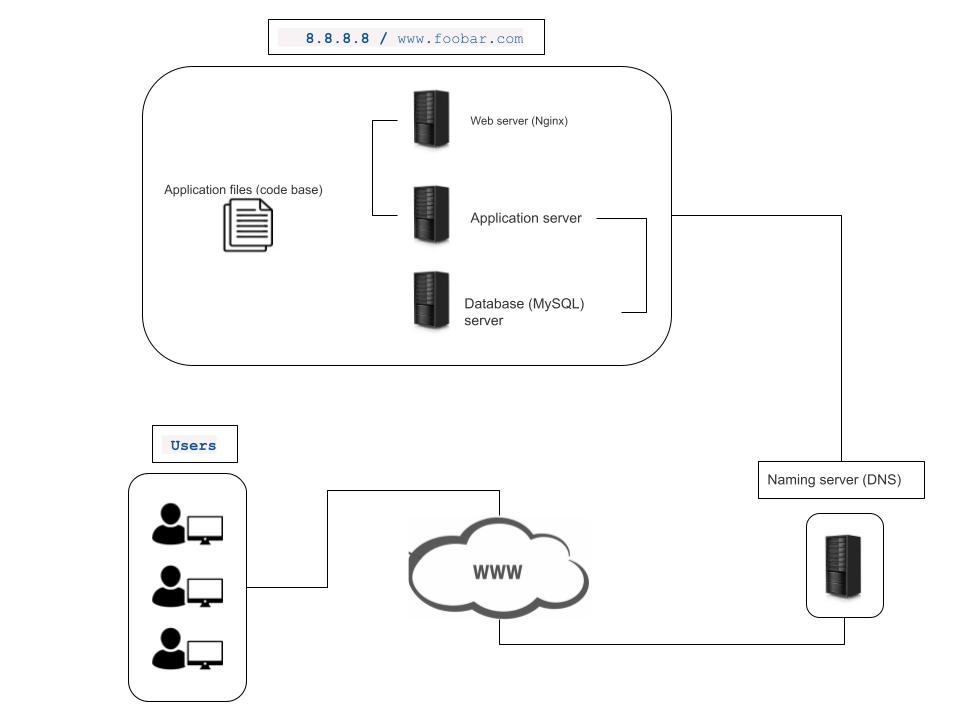 8.8.8.8 / www.foobar.com
Web server (Nginx)
Application files (code base)
Application server
Database (MySQL)
server
Users
Naming server (DNS)
WWW